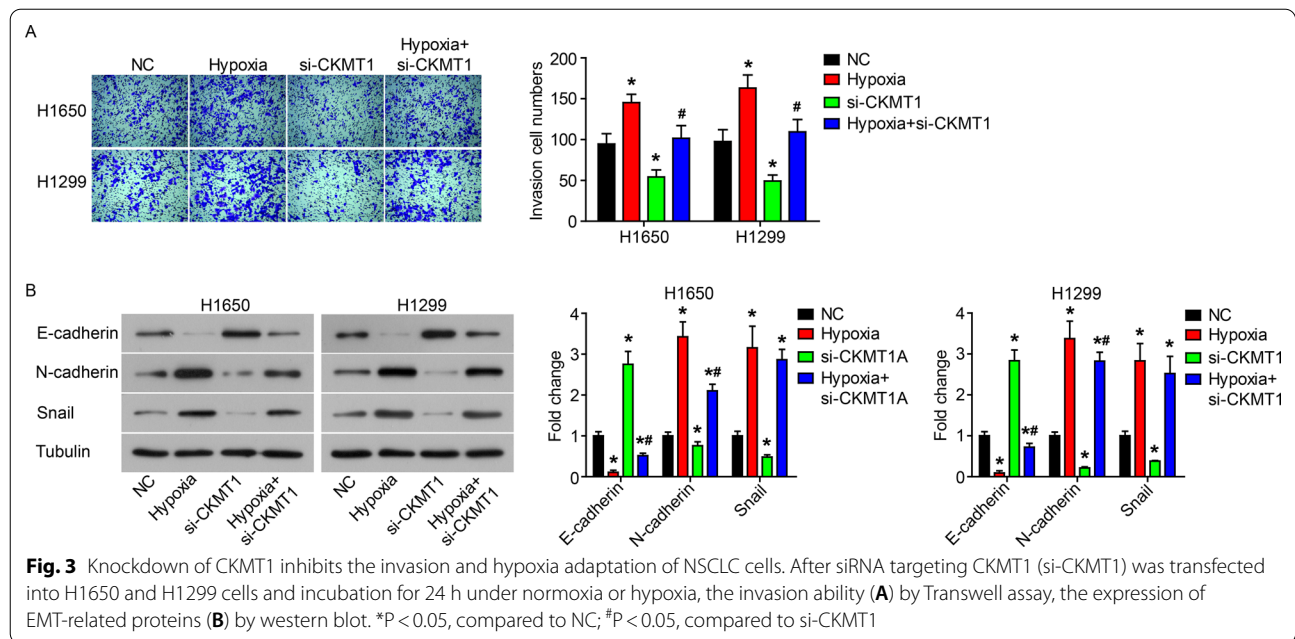 A
NC Hypoxia si-CKMT1 Hypoxia+ si-CKMT1
H1650
H1299
Invasion cell numbers
200
150
100
50
0
* * # * * #
H1650 H1299
NC
Hypoxia
si-CKMT1
Hypoxia+si-CKMT1
B
H1650 H1299
E-cadherin
N-cadherin
Snail
Tubulin
NC Hypoxia si-CKMT1 Hypoxia+ si-CKMT1 NC Hypoxia si-CKMT1 Hypoxia+ si-CKMT1
H1650
Fold change
4
3
2
1
0
* * *# * * *# * * *
E-cadherin N-cadherin Snail
NC
Hypoxia
si-CKMT1A
Hypoxia+
si-CKMT1A
H1299
Fold change
4
3
2
1
0
* * *# * * *# * * *
E-cadherin N-cadherin Snail
NC
Hypoxia
si-CKMT1
Hypoxia+
si-CKMT1
Fig. 3 Knockdown of CKMT1 inhibits the invasion and hypoxia adaptation of NSCLC cells. After siRNA targeting CKMT1 (si-CKMT1) was transfected
into H1650 and H1299 cells and incubation for 24 h under normoxia or hypoxia, the invasion ability (A) by Transwell assay, the expression of
EMT-related proteins (B) by western blot. *P < 0.05, compared to NC; #P < 0.05, compared to si-CKMT1